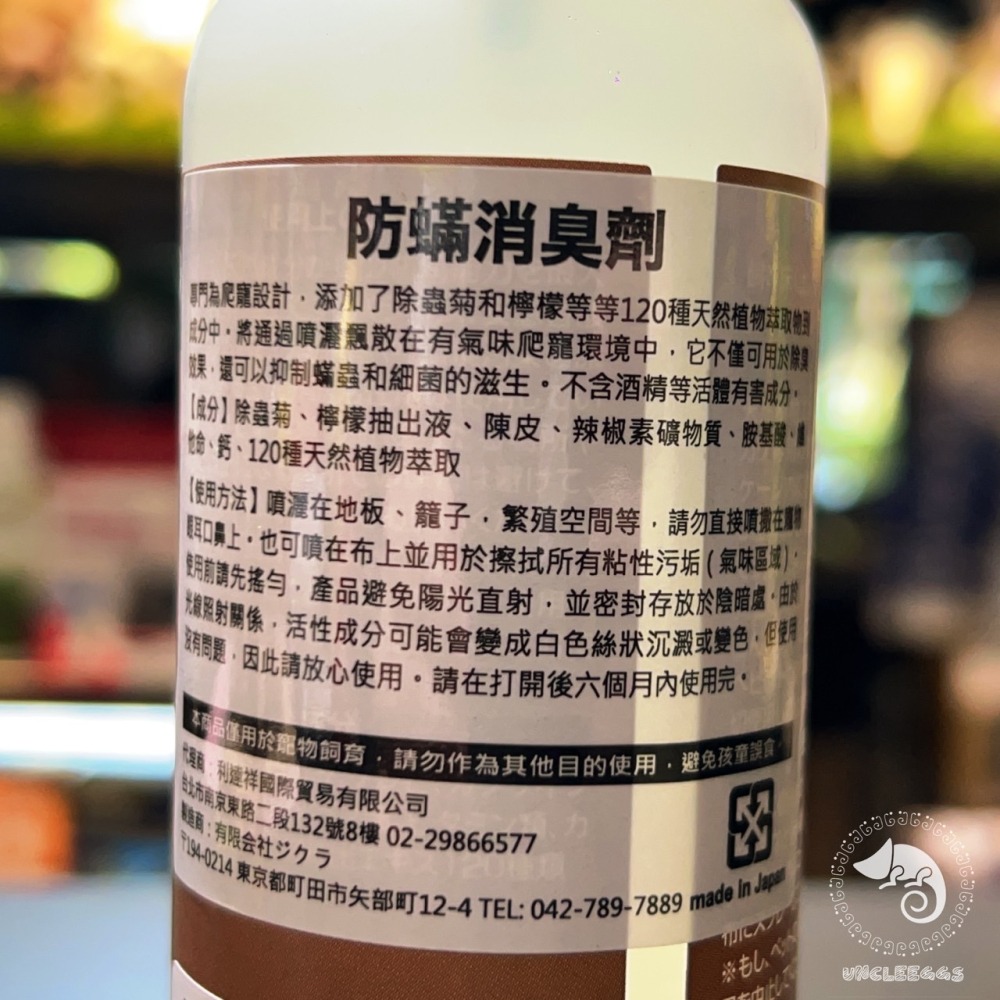 防蟎消臭劑
專門為爬寵設計，添加了除蟲菊和檸檬等等120種天然植物萃取物到
成分中。將通過噴灑飄散在有氣味爬寵環境中，它不僅可用於除臭
效果，還可以抑制蟎蟲和細菌的滋生。不含酒精等活體有害成分。
【成分】除蟲菊、檸檬抽出液、陳皮、辣椒素礦物質、胺基酸、維
他命、鈣、120種天然植物萃取
【使用方法】噴灑在地板、籠子，繁殖空間等，請勿直接噴撒在寵物
眼耳口鼻上。也可噴在布上並用於擦拭所有粘性污垢(氣味區域)。
使用前請先搖勻，產品避免陽光直射，並密封存放於陰暗處。由於
光線照射關係，活性成分可能會變成白色絲狀沉澱或變色，但使用
沒有問題，因此請放心使用。請在打開後六個月內使用完。
本商品僅用於寵物飼育，請勿作為其他目的使用，避免孩童誤食。
代理商：利達祥國際貿易有限公司
台北市南京東路二段132號8樓 02-29866577
製造商：有限会社ジクラ
〒194-0214 東京都町田市矢部町12-4 TEL: 042-789-7889 made in Japan
※もし、ペット
UNCLEEGGS